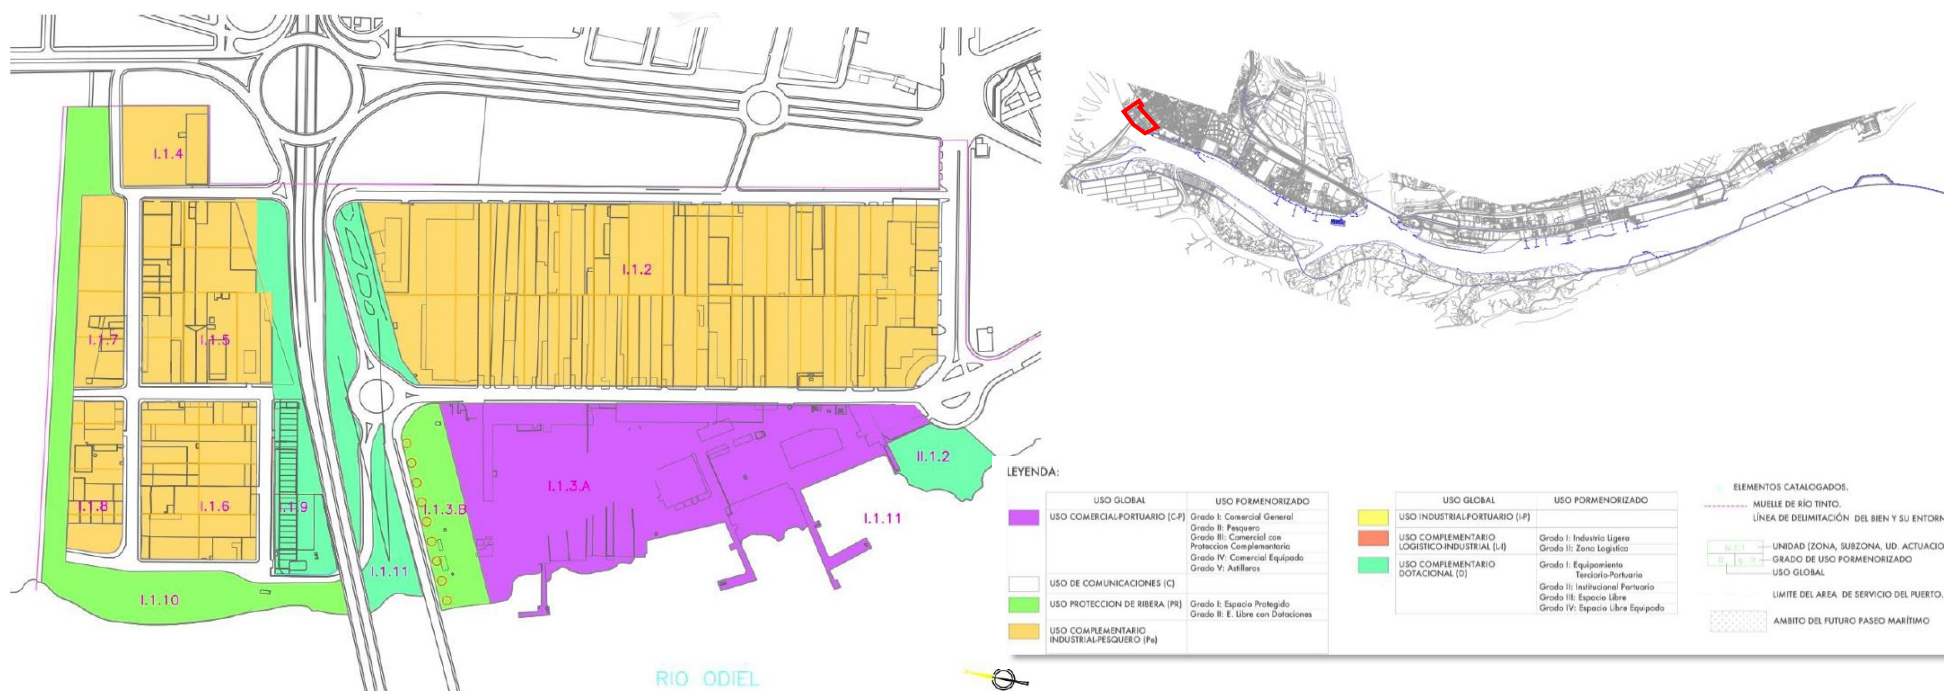 I.1.4
I.1.2
I.1.7
I.1.5
I.1.3.A
II.1.2
I.1.8
I.1.6
I.1.9
I.1.3.B
I.1.11
I.1.11
I.1.10
RIO ODIEL
LEYENDA:
USO GLOBAL
USO PORMENORIZADO
USO COMERCIAL-PORTUARIO (C-P)
Grado I: Comercial General
Grado II: Pesquero
Grado III: Comercial con
Proteccion Complementaria
Grado IV: Comercial Equipado
Grado V: Astilleros
USO DE COMUNICACIONES (C)
USO PROTECCION DE RIBERA (PR)
Grado I: Espacio Protegido
Grado II: E. Libre con Dotaciones
USO COMPLEMENTARIO
INDUSTRIAL-PESQUERO (Pe)
USO GLOBAL
USO PORMENORIZADO
USO INDUSTRIAL-PORTUARIO (I-P)
USO COMPLEMENTARIO
LOGISTICO-INDUSTRIAL (L-I)
Grado I: Industria Ligera
Grado II: Zona Logistica
USO COMPLEMENTARIO
DOTACIONAL (D)
Grado I: Equipamiento
Terciario-Portuario
Grado II: Institucional Portuario
Grado III: Espacio Libre
Grado IV: Espacio Libre Equipado
ELEMENTOS CATALOGADOS.
MUELLE DE RÍO TINTO.
LÍNEA DE DELIMITACIÓN DEL BIEN Y SU ENTORN
UNIDAD (ZONA, SUBZONA, UD. ACTUACIO
GRADO DE USO PORMENORIZADO
USO GLOBAL
LIMITE DEL AREA DE SERVICIO DEL PUERTO.
AMBITO DEL FUTURO PASEO MARÍTIMO